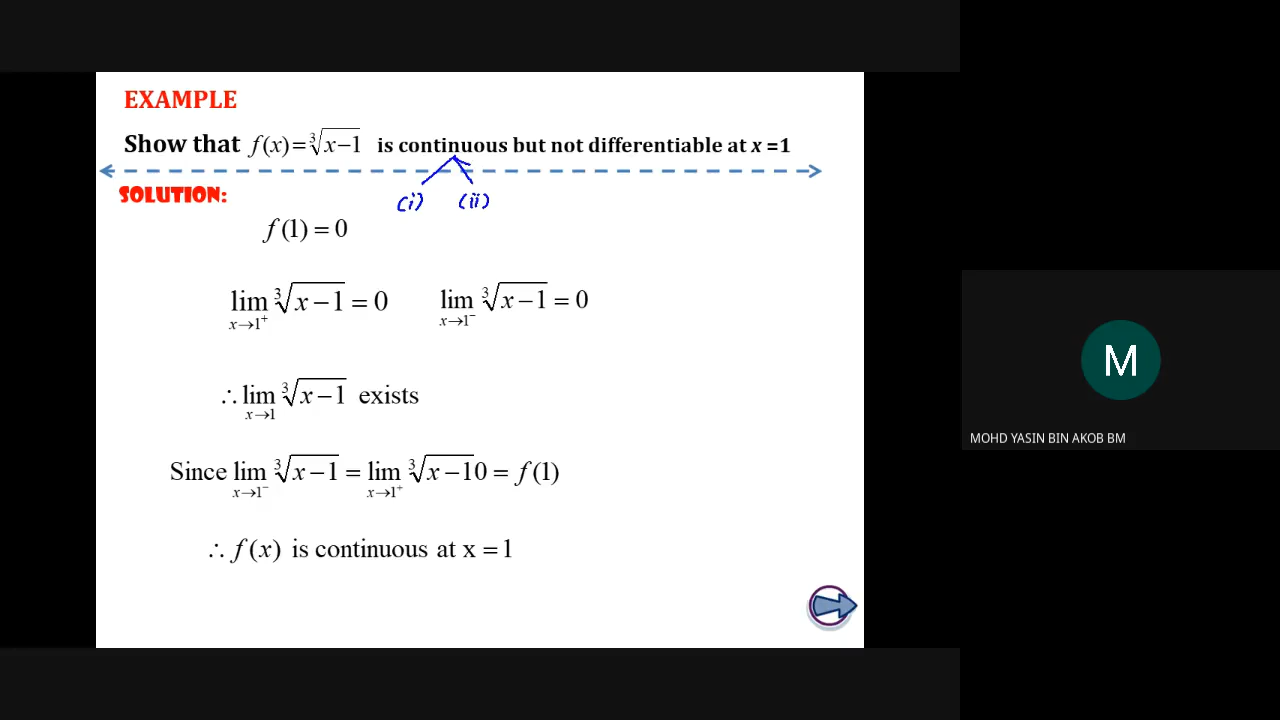 EXAMPLE
Show that f(x)=∛(x−1) is continuous but not differentiable at x =1
SOLUTION:
(i) (ii)
f(1) = 0
lim x→1⁺ ∛(x−1) = 0 lim x→1⁻ ∛(x−1) = 0
∴ lim x→1 ∛(x−1) exists
Since lim x→1⁻ ∛(x−1) = lim x→1⁺ ∛(x−1)0 = f(1)
∴ f(x) is continuous at x = 1
M
MOHD YASIN BIN AKOB BM